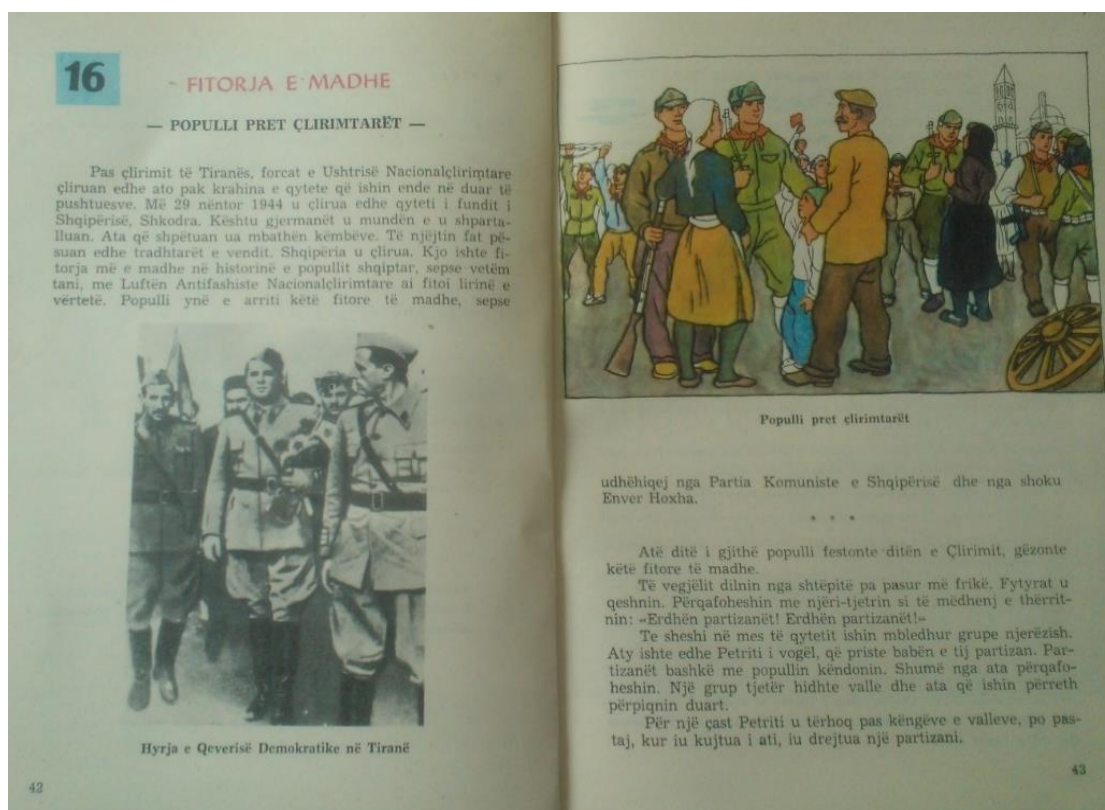 16
FITORJA E MADHE
— POPULLI PRET ÇLIRIMTARËT —
Pas çlirimit të Tiranës, forcat e Ushtrisë Nacionalçlirimtare
çliruan edhe ato pak krahina e qytete që ishin ende në duar të
pushtuesve. Më 29 nëntor 1944 u çlirua edhe qyteti i fundit i
Shqipërisë, Shkodra. Kështu gjermanët u mundën e u shparta-
lluan. Ata që shpëtuan ua mbathën këmbëve. Të njëjtin fat pë-
suan edhe tradhtarët e vendit. Shqipëria u çlirua. Kjo ishte fi-
torja më e madhe në historinë e popullit shqiptar, sepse vetëm
tani, me Luftën Antifashiste Nacionalçlirimtare ai fitoi lirinë e
vërtetë. Populli ynë e arriti këtë fitore të madhe, sepse
Hyrja e Qeverisë Demokratike në Tiranë
42
Populli pret çlirimtarët
udhëhiqej nga Partia Komuniste e Shqipërisë dhe nga shoku
Enver Hoxha.
* * *
Atë ditë i gjithë populli festonte ditën e Çlirimit, gëzonte
këtë fitore të madhe.
Të vegjëlit dilnin nga shtëpitë pa pasur më frikë. Fytyrat u
qeshnin. Përqafoheshin me njëri-tjetrin si të mëdhenj e thërrit-
nin: «Erdhën partizanët! Erdhën partizanët!»
Te sheshi në mes të qytetit ishin mbledhur grupe njerëzish.
Aty ishte edhe Petriti i vogël, që priste babën e tij partizan. Par-
tizanët bashkë me popullin këndonin. Shumë nga ata përqafo-
heshin. Një grup tjetër hidhte valle dhe ata që ishin përreth
përpiqnin duart.
Për një çast Petriti u tërhoq pas këngëve e valleve, po pas-
taj, kur iu kujtua i ati, iu drejtua një partizani.
43